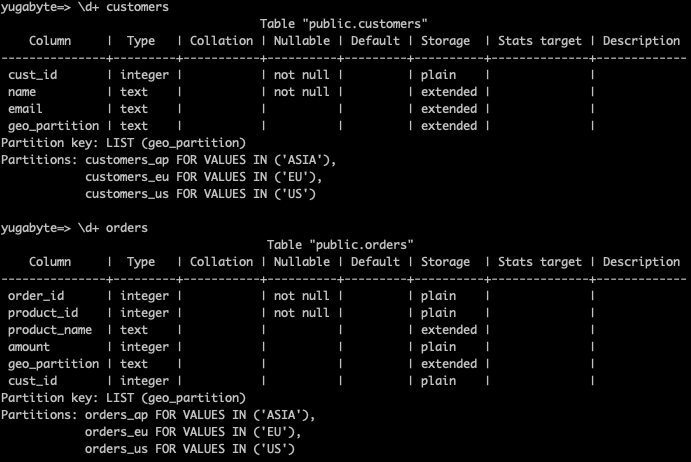 yugabyte=> \d+ customers
                                  Table "public.customers"
    Column     |  Type   | Collation | Nullable | Default | Storage  | Stats target | Description
---------------+---------+-----------+----------+---------+----------+--------------+-------------
 cust_id       | integer |           | not null |         | plain    |              |
 name          | text    |           | not null |         | extended |              |
 email         | text    |           |          |         | extended |              |
 geo_partition | text    |           |          |         | extended |              |
Partition key: LIST (geo_partition)
Partitions: customers_ap FOR VALUES IN ('ASIA'),
            customers_eu FOR VALUES IN ('EU'),
            customers_us FOR VALUES IN ('US')
yugabyte=> \d+ orders
                                   Table "public.orders"
    Column     |  Type   | Collation | Nullable | Default | Storage  | Stats target | Description
---------------+---------+-----------+----------+---------+----------+--------------+-------------
 order_id      | integer |           | not null |         | plain    |              |
 product_id    | integer |           | not null |         | plain    |              |
 product_name  | text    |           |          |         | extended |              |
 amount        | integer |           |          |         | plain    |              |
 geo_partition | text    |           |          |         | extended |              |
 cust_id       | integer |           |          |         | plain    |              |
Partition key: LIST (geo_partition)
Partitions: orders_ap FOR VALUES IN ('ASIA'),
            orders_eu FOR VALUES IN ('EU'),
            orders_us FOR VALUES IN ('US')